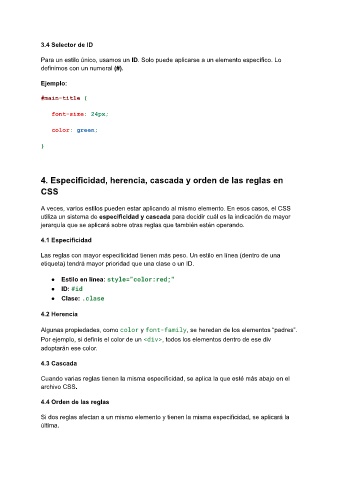 3.4 Selector de ID
Para un estilo único, usamos un ID. Solo puede aplicarse a un elemento específico. Lo
definimos con un numeral (#).
Ejemplo:
#main-title {
font-size: 24px;
color: green;
}
4. Especificidad, herencia, cascada y orden de las reglas en
CSS
A veces, varios estilos pueden estar aplicando al mismo elemento. En esos casos, el CSS
utiliza un sistema de especificidad y cascada para decidir cuál es la indicación de mayor
jerarquía que se aplicará sobre otras reglas que también estén operando.
4.1 Especificidad
Las reglas con mayor especificidad tienen más peso. Un estilo en línea (dentro de una
etiqueta) tendrá mayor prioridad que una clase o un ID.
● Estilo en línea: style="color:red;"
● ID: #id
● Clase: .clase
4.2 Herencia
Algunas propiedades, como color y font-family, se heredan de los elementos "padres".
Por ejemplo, si definís el color de un <div>, todos los elementos dentro de ese div
adoptarán ese color.
4.3 Cascada
Cuando varias reglas tienen la misma especificidad, se aplica la que esté más abajo en el
archivo CSS.
4.4 Orden de las reglas
Si dos reglas afectan a un mismo elemento y tienen la misma especificidad, se aplicará la
última.